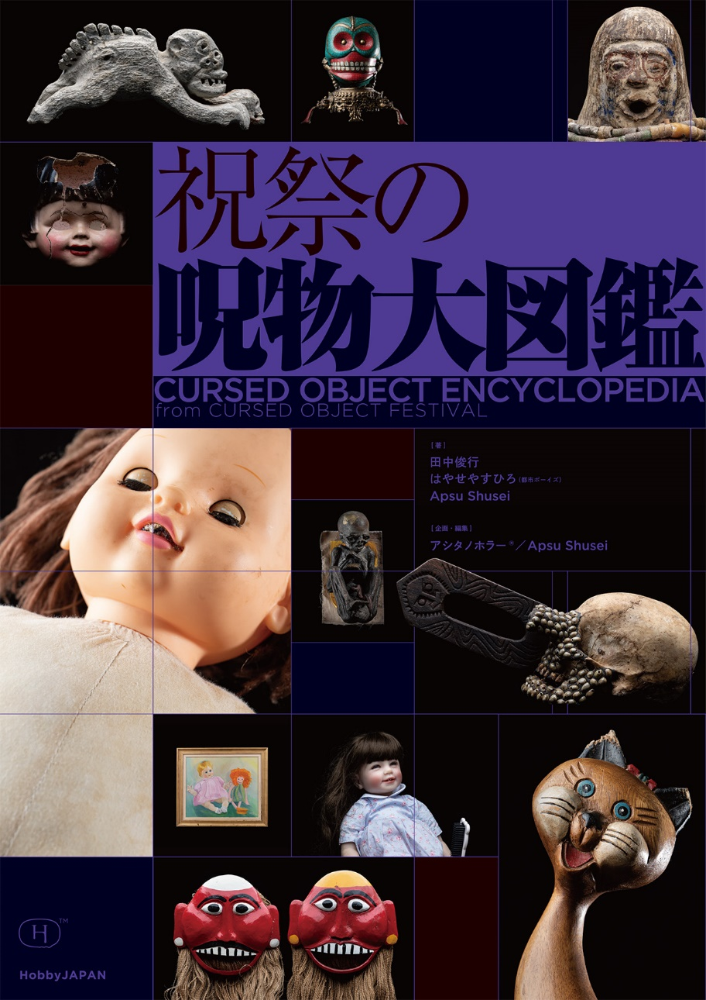 祝祭の
呪物大図鑑
CURSED OBJECT ENCYCLOPEDIA
from CURSED OBJECT FESTIVAL
[著]
田中俊行
はやせやすひろ(都市ボーイズ)
Apsu Shusei
[企画・編集]
アシタノホラー®／Apsu Shusei
H™
HobbyJAPAN